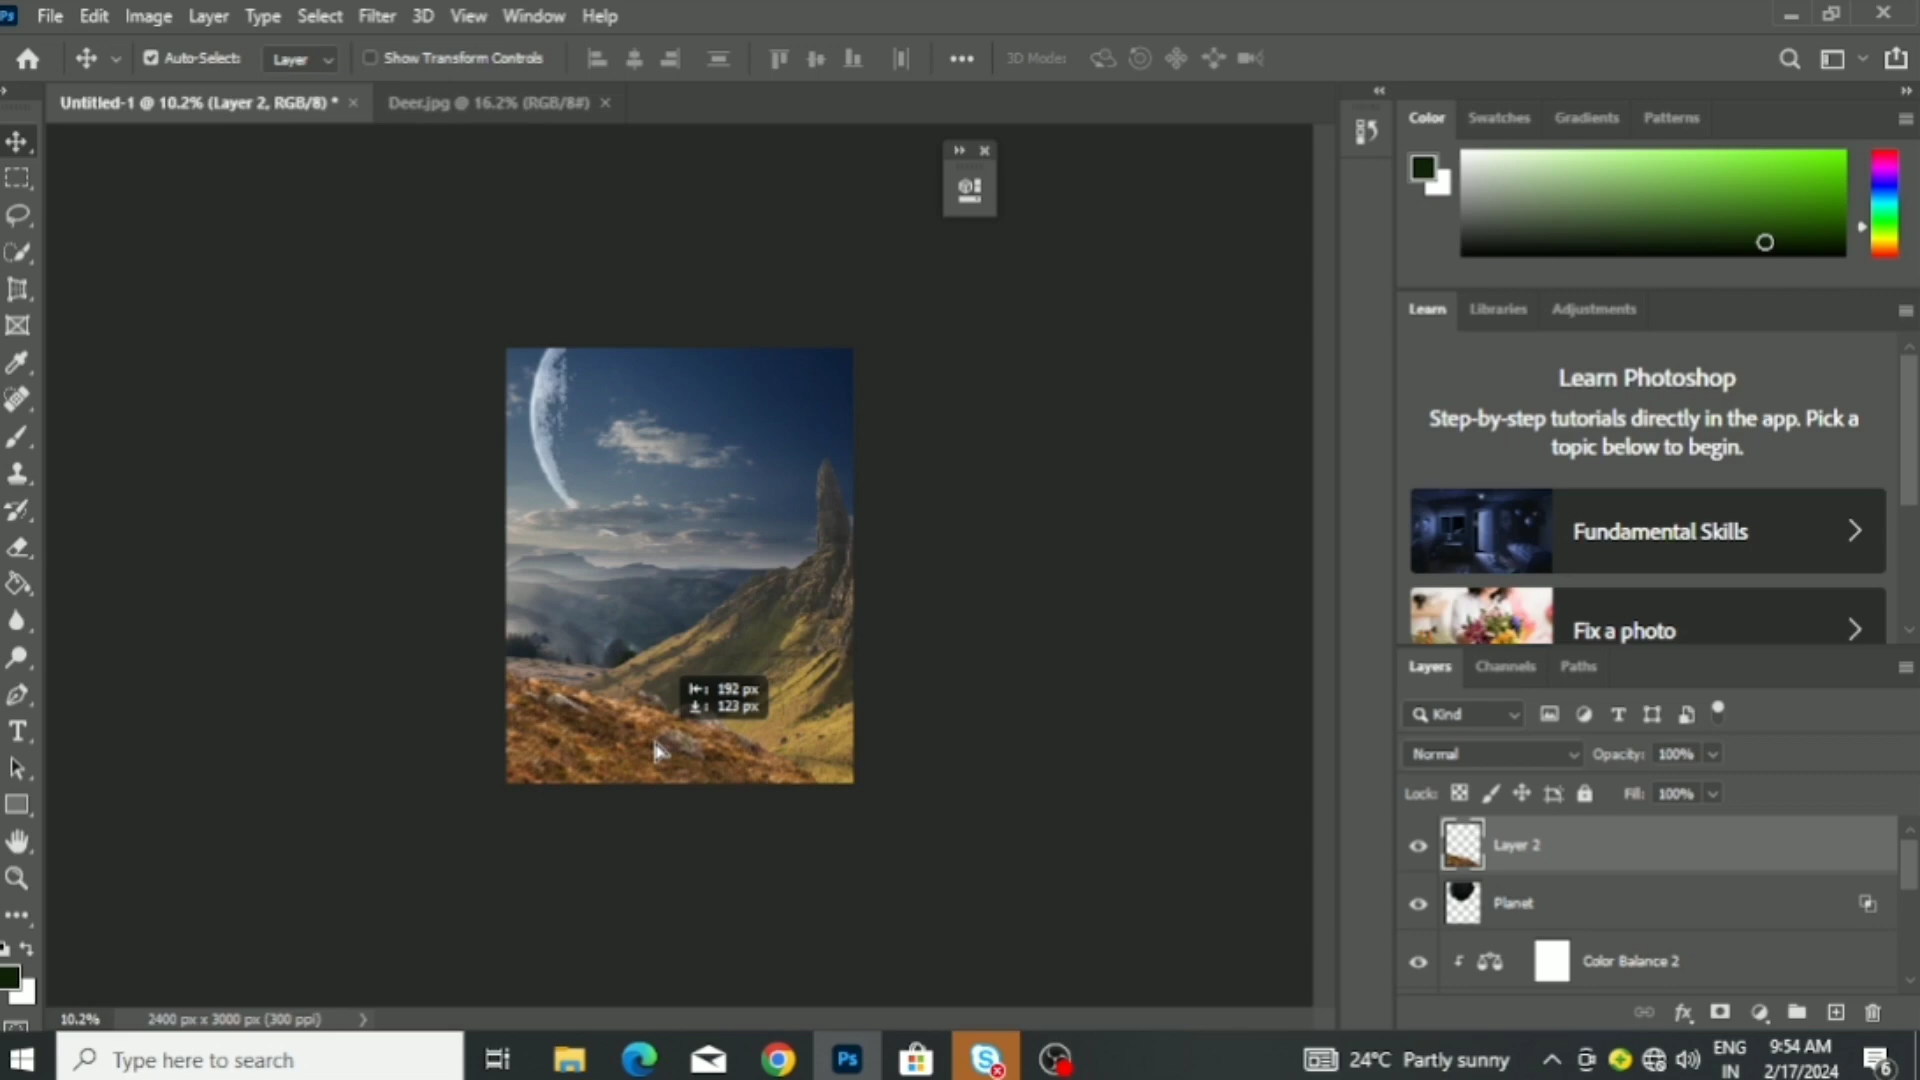 Ps File Edit Image Layer Type Select Filter 3D View Window Help
Auto-Select: Layer Show Transform Controls 3D Mode:
Untitled-1 @ 10.2% (Layer 2, RGB/8) * Deer.jpg @ 16.2% (RGB/8#)
Color Swatches Gradients Patterns
Learn Libraries Adjustments
Learn Photoshop
Step-by-step tutorials directly in the app. Pick a
topic below to begin.
Fundamental Skills
Fix a photo
192 px
123 px
Layers Channels Paths
Kind
Normal Opacity: 100%
Lock: Fill: 100%
Layer 2
Planet
Color Balance 2
fx
10.2% 2400 px x 3000 px (300 ppi)
Type here to search
Ps
24°C Partly sunny
ENG
IN
9:54 AM
2/17/2024
6